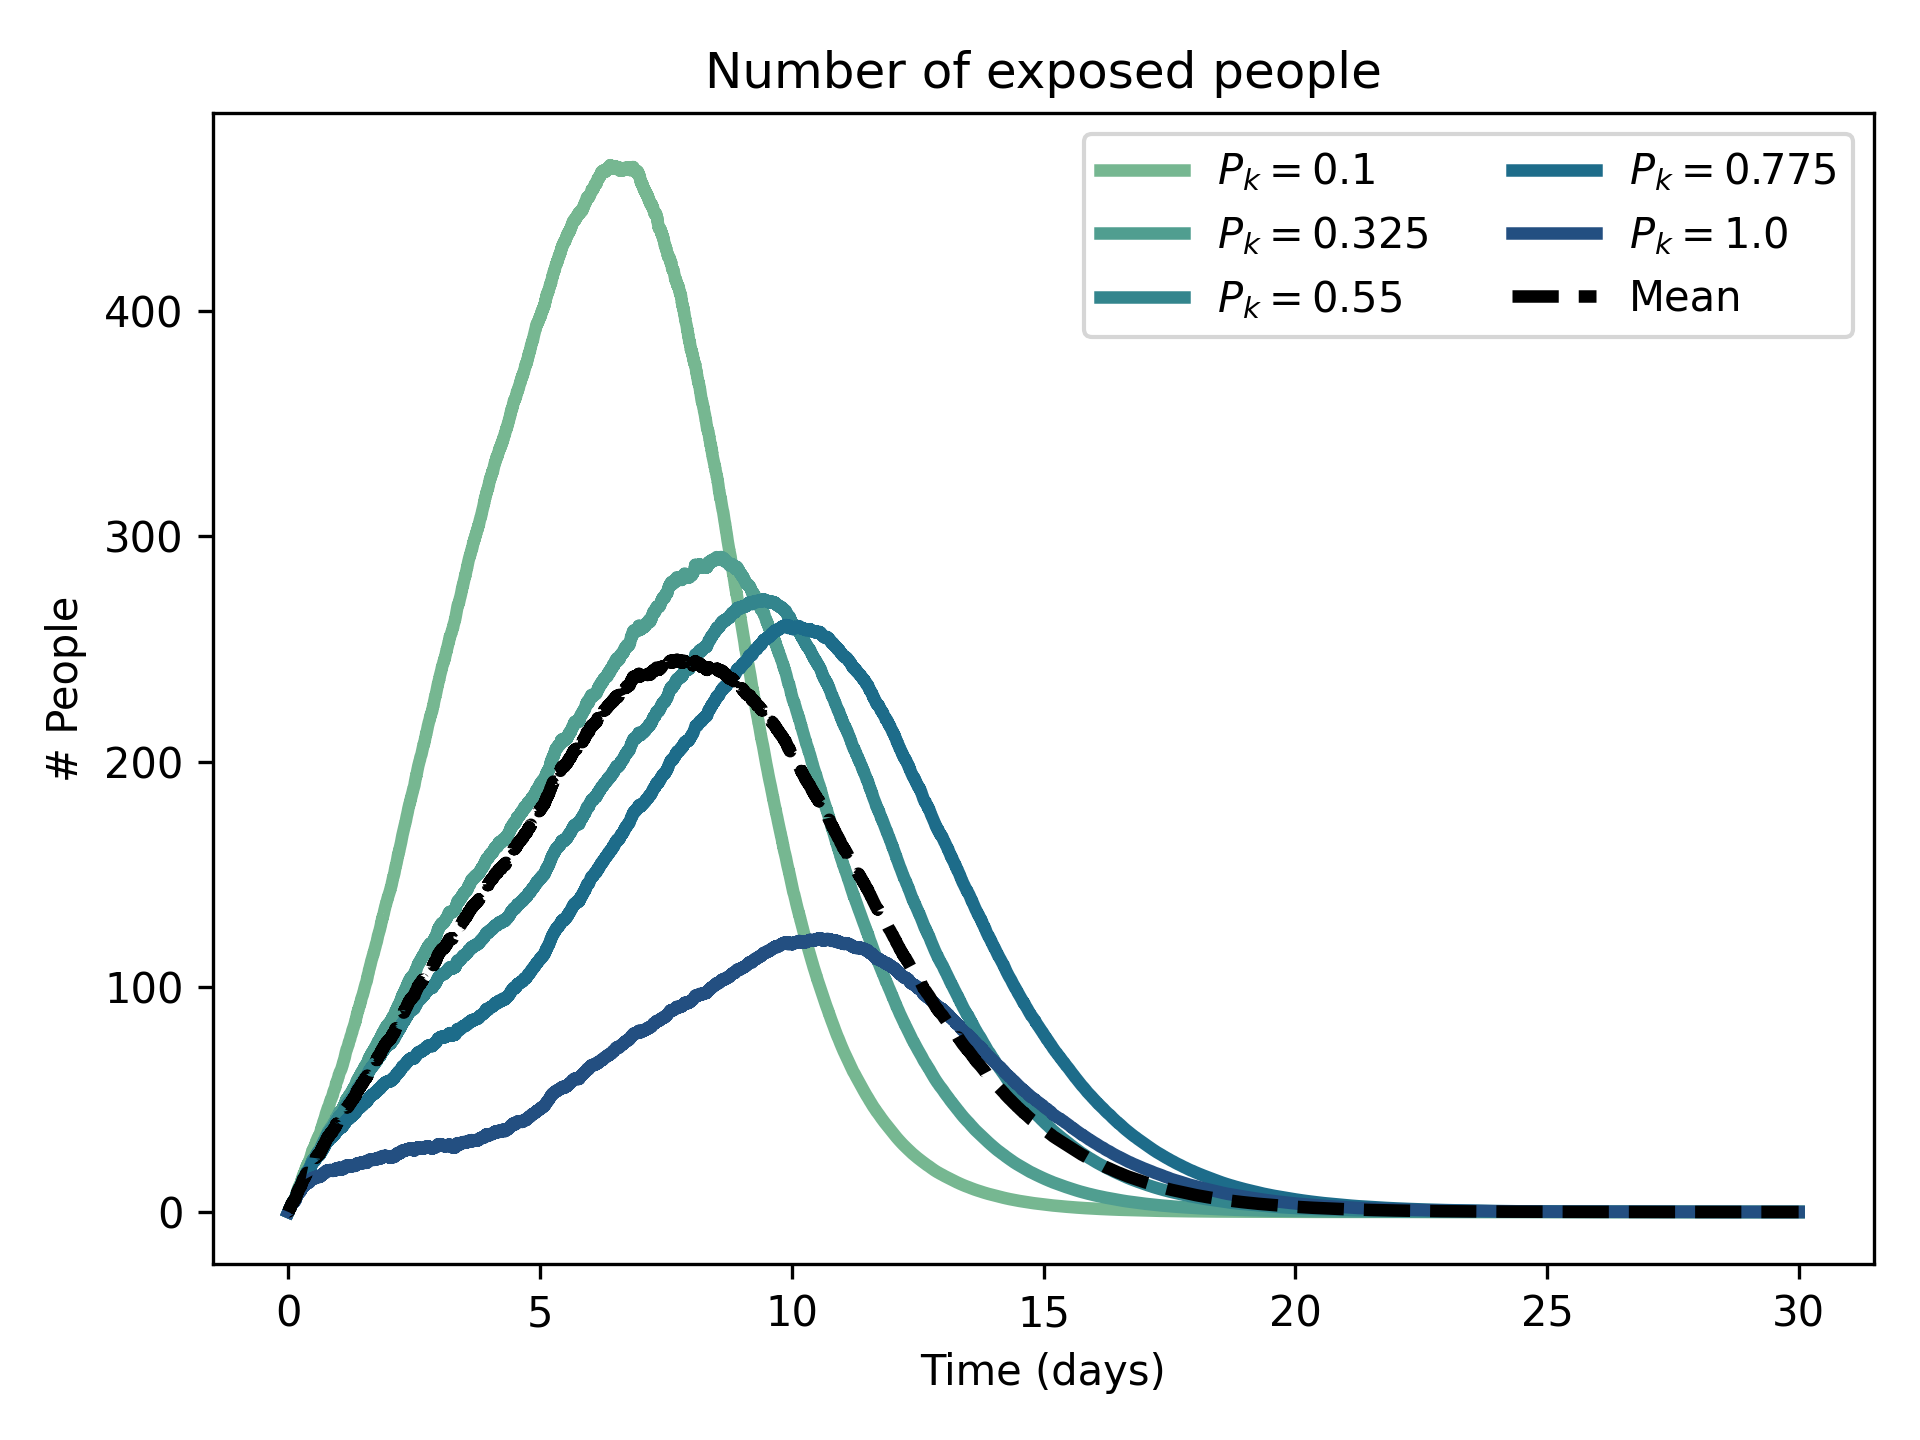 Number of exposed people
P_k = 0.1
P_k = 0.325
P_k = 0.55
P_k = 0.775
P_k = 1.0
Mean
# People
400
300
200
100
0
0 5 10 15 20 25 30
Time (days)